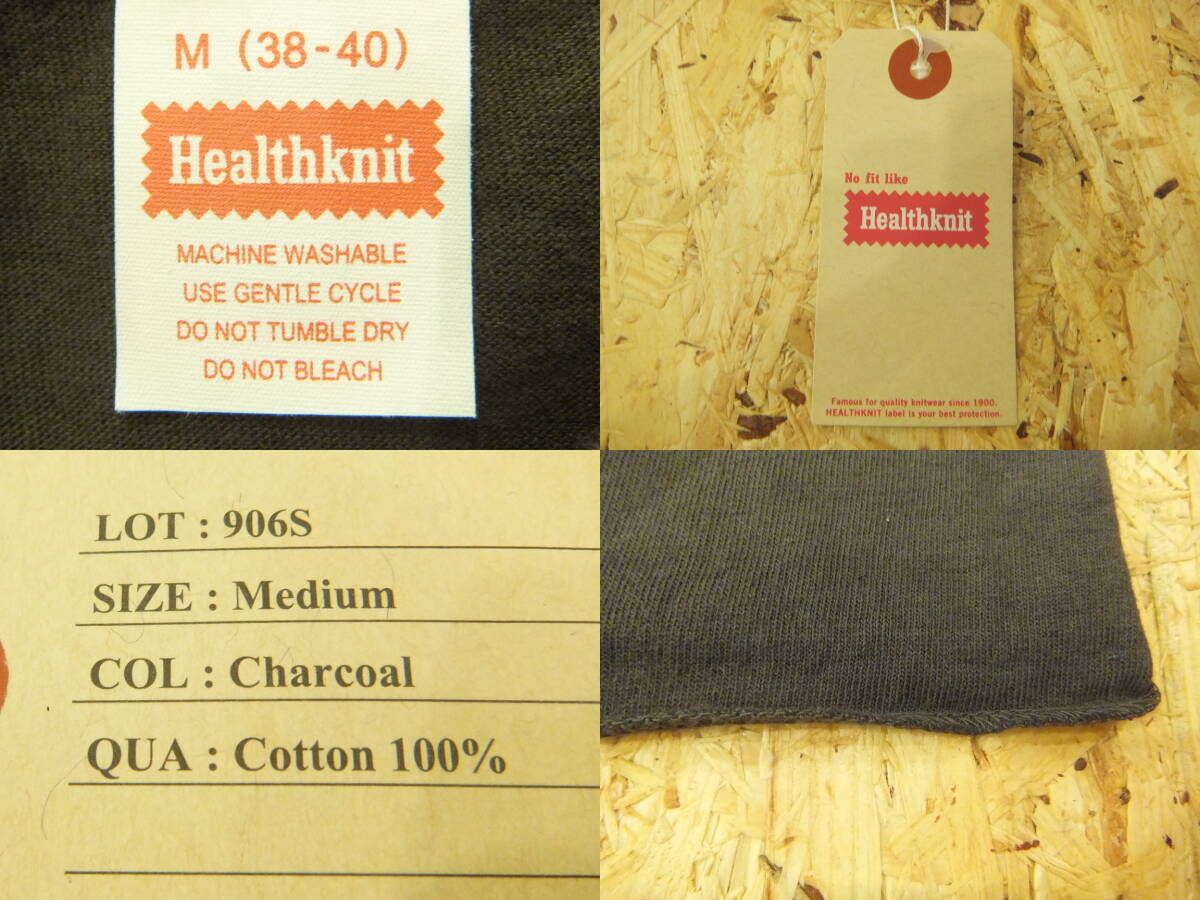 M (38-40)
Healthknit
MACHINE WASHABLE
USE GENTLE CYCLE
DO NOT TUMBLE DRY
DO NOT BLEACH
No fit like
Healthknit
Famous for quality knitwear since 1900.
HEALTHKNIT label is your best protection.
LOT : 906S
SIZE : Medium
COL : Charcoal
QUA : Cotton 100%